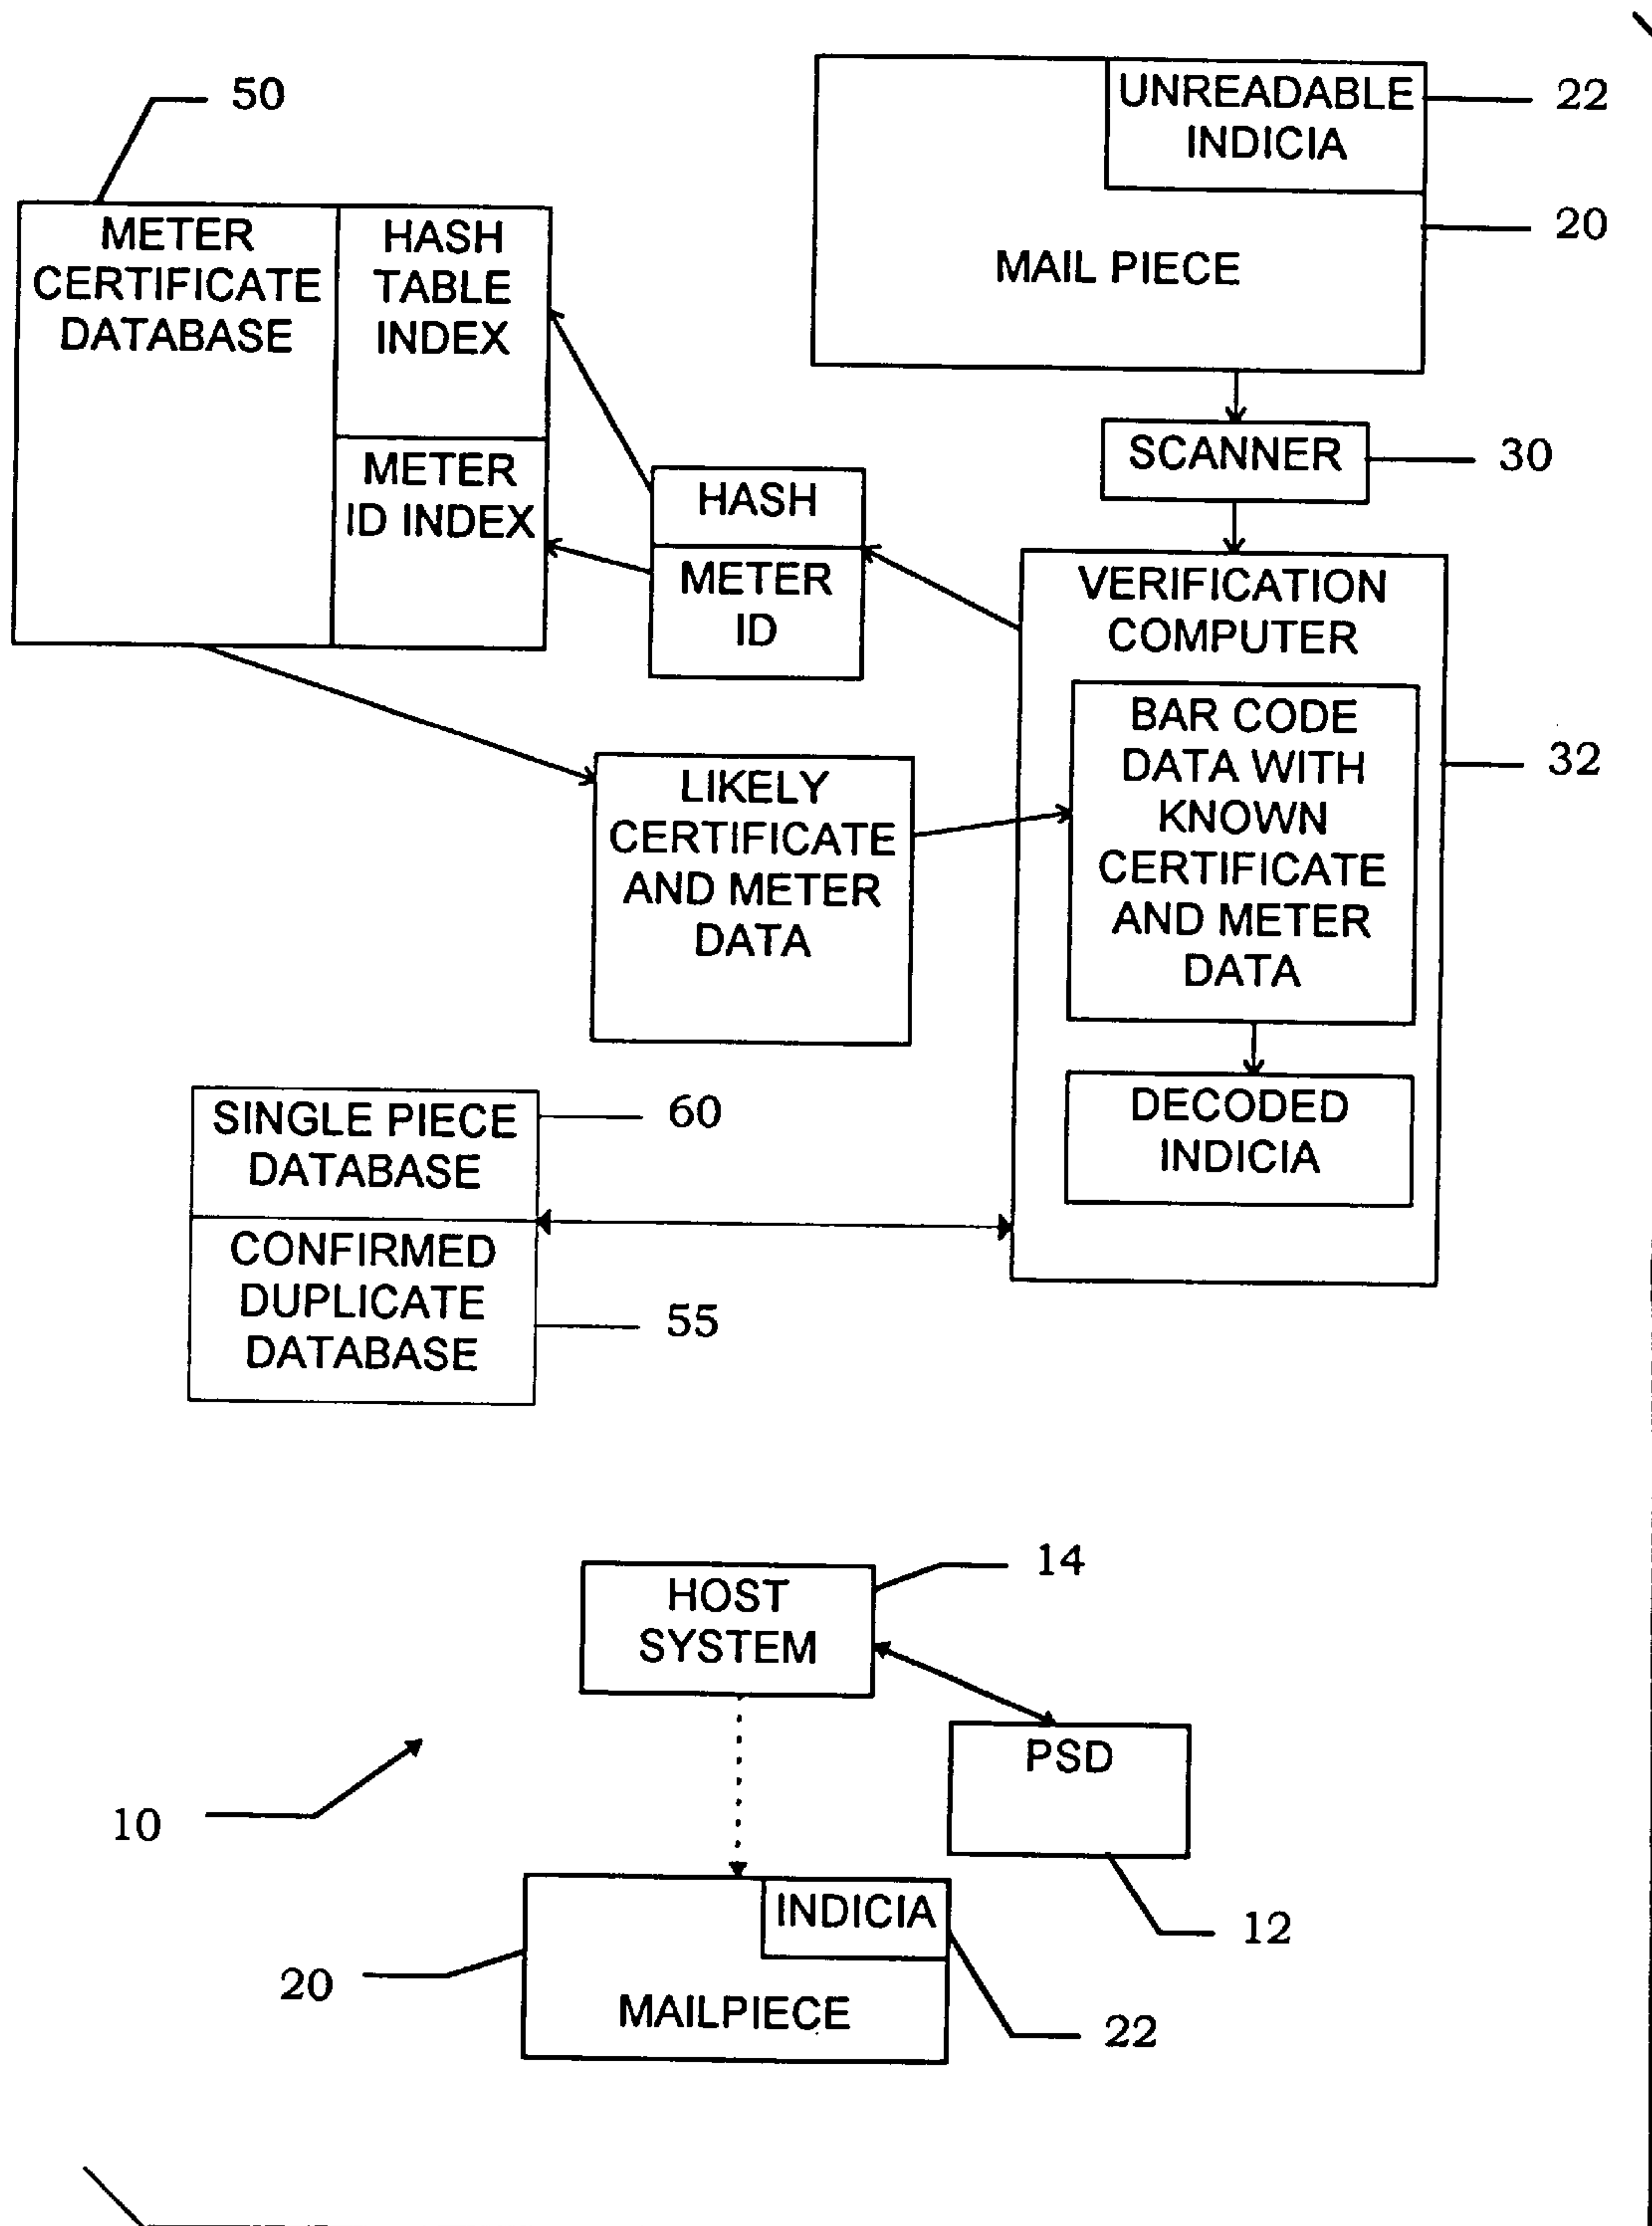 50
METER
CERTIFICATE
DATABASE
HASH
TABLE
INDEX
METER
ID INDEX
UNREADABLE
INDICIA
22
20
MAIL PIECE
SCANNER
30
HASH
METER
ID
VERIFICATION
COMPUTER
BAR CODE
DATA WITH
KNOWN
CERTIFICATE
AND METER
DATA
32
LIKELY
CERTIFICATE
AND METER
DATA
DECODED
INDICIA
SINGLE PIECE
DATABASE
60
CONFIRMED
DUPLICATE
DATABASE
55
HOST
SYSTEM
14
PSD
12
10
INDICIA
20
MAILPIECE
22